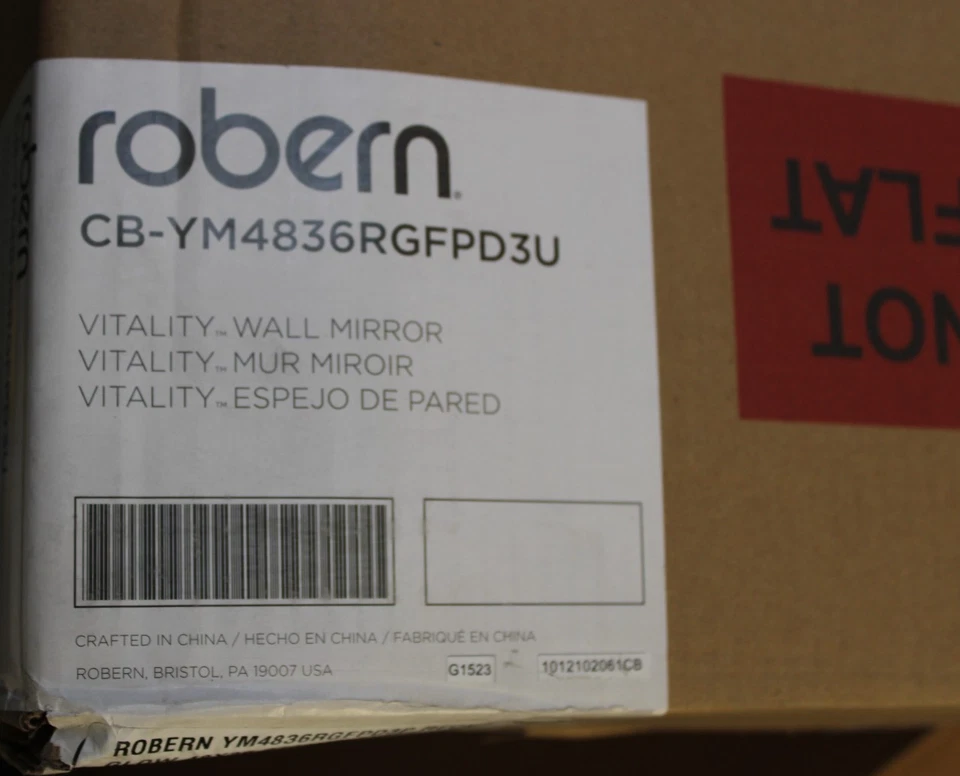 robern
CB-YM4836RGFPD3U
VITALITY™ WALL MIRROR
VITALITY™ MUR MIROIR
VITALITY™ ESPEJO DE PARED
CRAFTED IN CHINA / HECHO EN CHINA / FABRIQUÉ EN CHINA
ROBERN, BRISTOL, PA 19007 USA
G1523
1012102061CB
ROBERN
FLAT
NOT